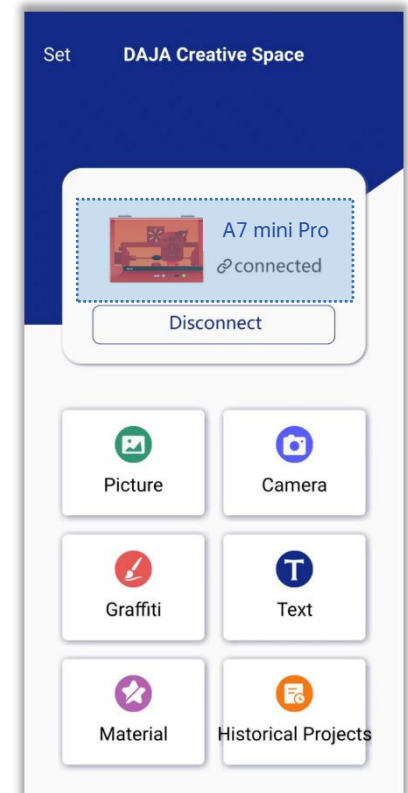 Set DAJA Creative Space
A7 mini Pro
connected
Disconnect
Picture Camera
Graffiti Text
Material Historical Projects